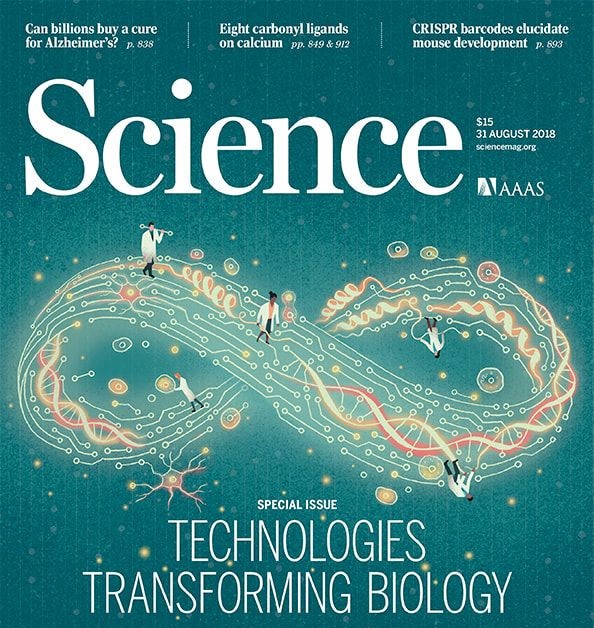 Can billions buy a cure
for Alzheimer's? p. 838
Eight carbonyl ligands
on calcium pp. 849 & 912
CRISPR barcodes elucidate
mouse development p. 893
Science
$15
31 AUGUST 2018
sciencemag.org
AAAS
SPECIAL ISSUE
TECHNOLOGIES
TRANSFORMING BIOLOGY